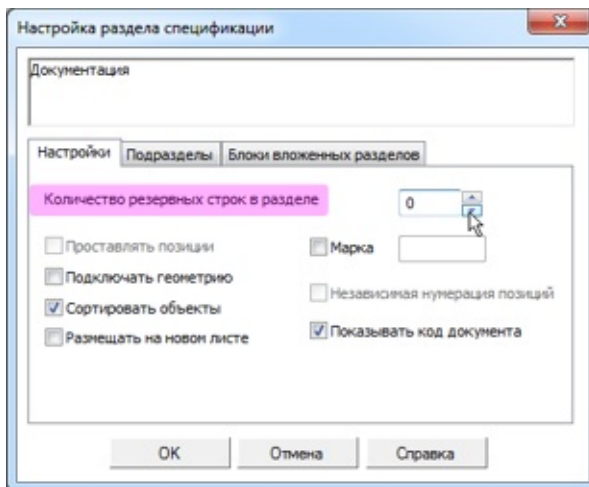 Настройка раздела спецификации
Документация
Настройки Подразделы Блоки вложенных разделов
Количество резервных строк в разделе 0
Проставлять позиции Марка
Подключать геометрию
Независимая нумерация позиций
Сортировать объекты
Показывать код документа
Размещать на новом листе
OK Отмена Справка